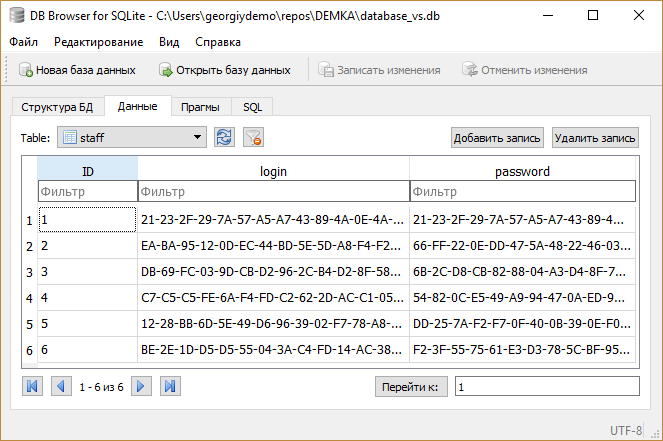 DB Browser for SQLite - C:\Users\georgiydemo\repos\DEMKA\database_vs.db
Файл Редактирование Вид Справка
Новая база данных Открыть базу данных Записать изменения Отменить изменения
Структура БД Данные Прагмы SQL
Table: staff Добавить запись Удалить запись
ID login password
Фильтр Фильтр Фильтр
1 1 21-23-2F-29-7A-57-A5-A7-43-89-4A-0E-4A-... 21-23-2F-29-7A-57-A5-A7-43-89-4...
2 2 EA-BA-95-12-0D-EC-44-BD-5E-5D-A8-F4-F2... 66-FF-22-0E-DD-47-5A-48-22-46-03...
3 3 DB-69-FC-03-9D-CB-D2-96-2C-B4-D2-8F-58... 6B-2C-D8-CB-82-88-04-A3-D4-8F-7...
4 4 C7-C5-C5-FE-6A-F4-FD-C2-62-2D-AC-C1-05... 54-82-0C-E5-49-A9-94-47-0A-ED-9...
5 5 12-28-BB-6D-5E-49-D6-96-39-02-F7-78-A8-... DD-25-7A-F2-F7-0F-40-0B-39-0E-F0...
6 6 BE-2E-1D-D5-D5-55-04-3A-C4-FD-14-AC-38... F2-3F-55-75-61-E3-D3-78-5C-BF-95...
1 - 6 из 6 Перейти к: 1
UTF-8